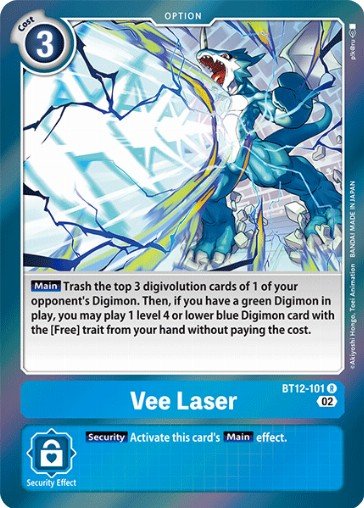 OPTION
Cost
3
p!k@ru
Main Trash the top 3 digivolution cards of 1 of your
opponent's Digimon. Then, if you have a green Digimon in
play, you may play 1 level 4 or lower blue Digimon card with
the [Free] trait from your hand without paying the cost.
©Akiyoshi Hongo, Toei Animation BANDAI MADE IN JAPAN
BT12-101 R
Vee Laser
02
Security Activate this card's Main effect.
Security Effect